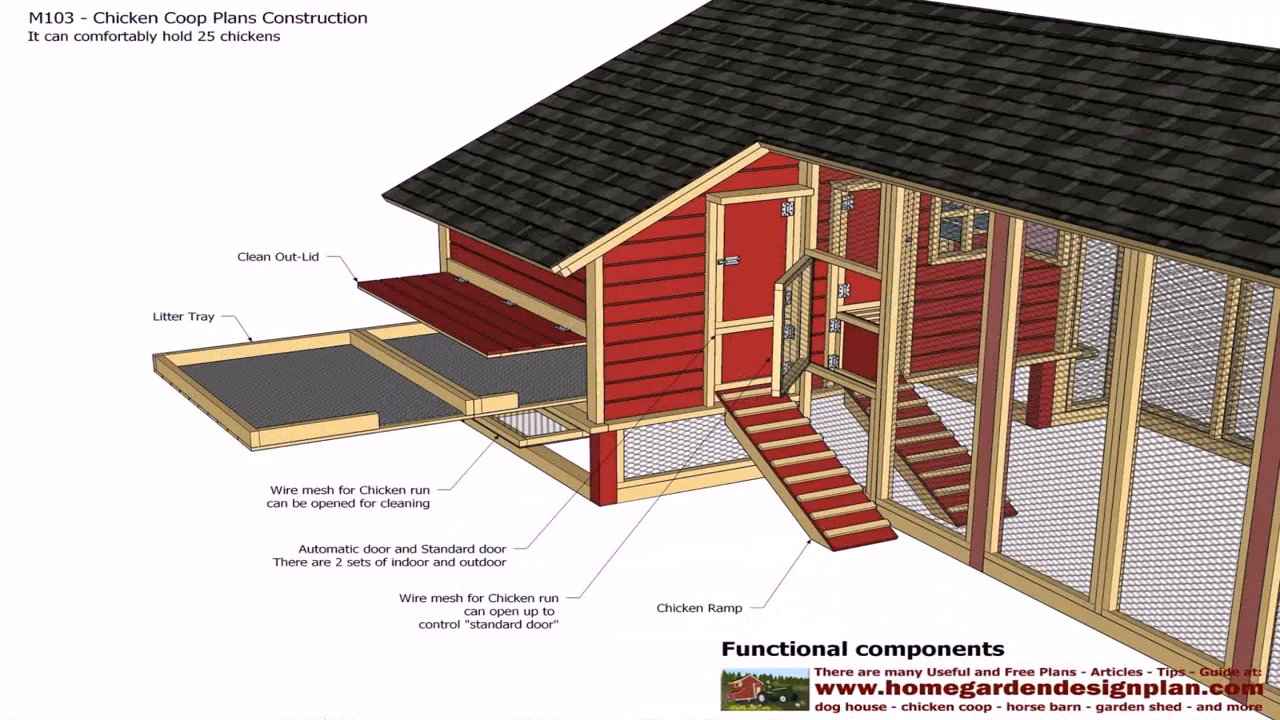 M103 - Chicken Coop Plans Construction
It can comfortably hold 25 chickens
Clean Out-Lid
Litter Tray
Wire mesh for Chicken run
can be opened for cleaning
Automatic door and Standard door
There are 2 sets of indoor and outdoor
Wire mesh for Chicken run
can open up to
control "standard door"
Chicken Ramp
Functional components
There are many Useful and Free Plans - Articles - Tips - Guide at:
www.homegardendesignplan.com
dog house - chicken coop - horse barn - garden shed - and more